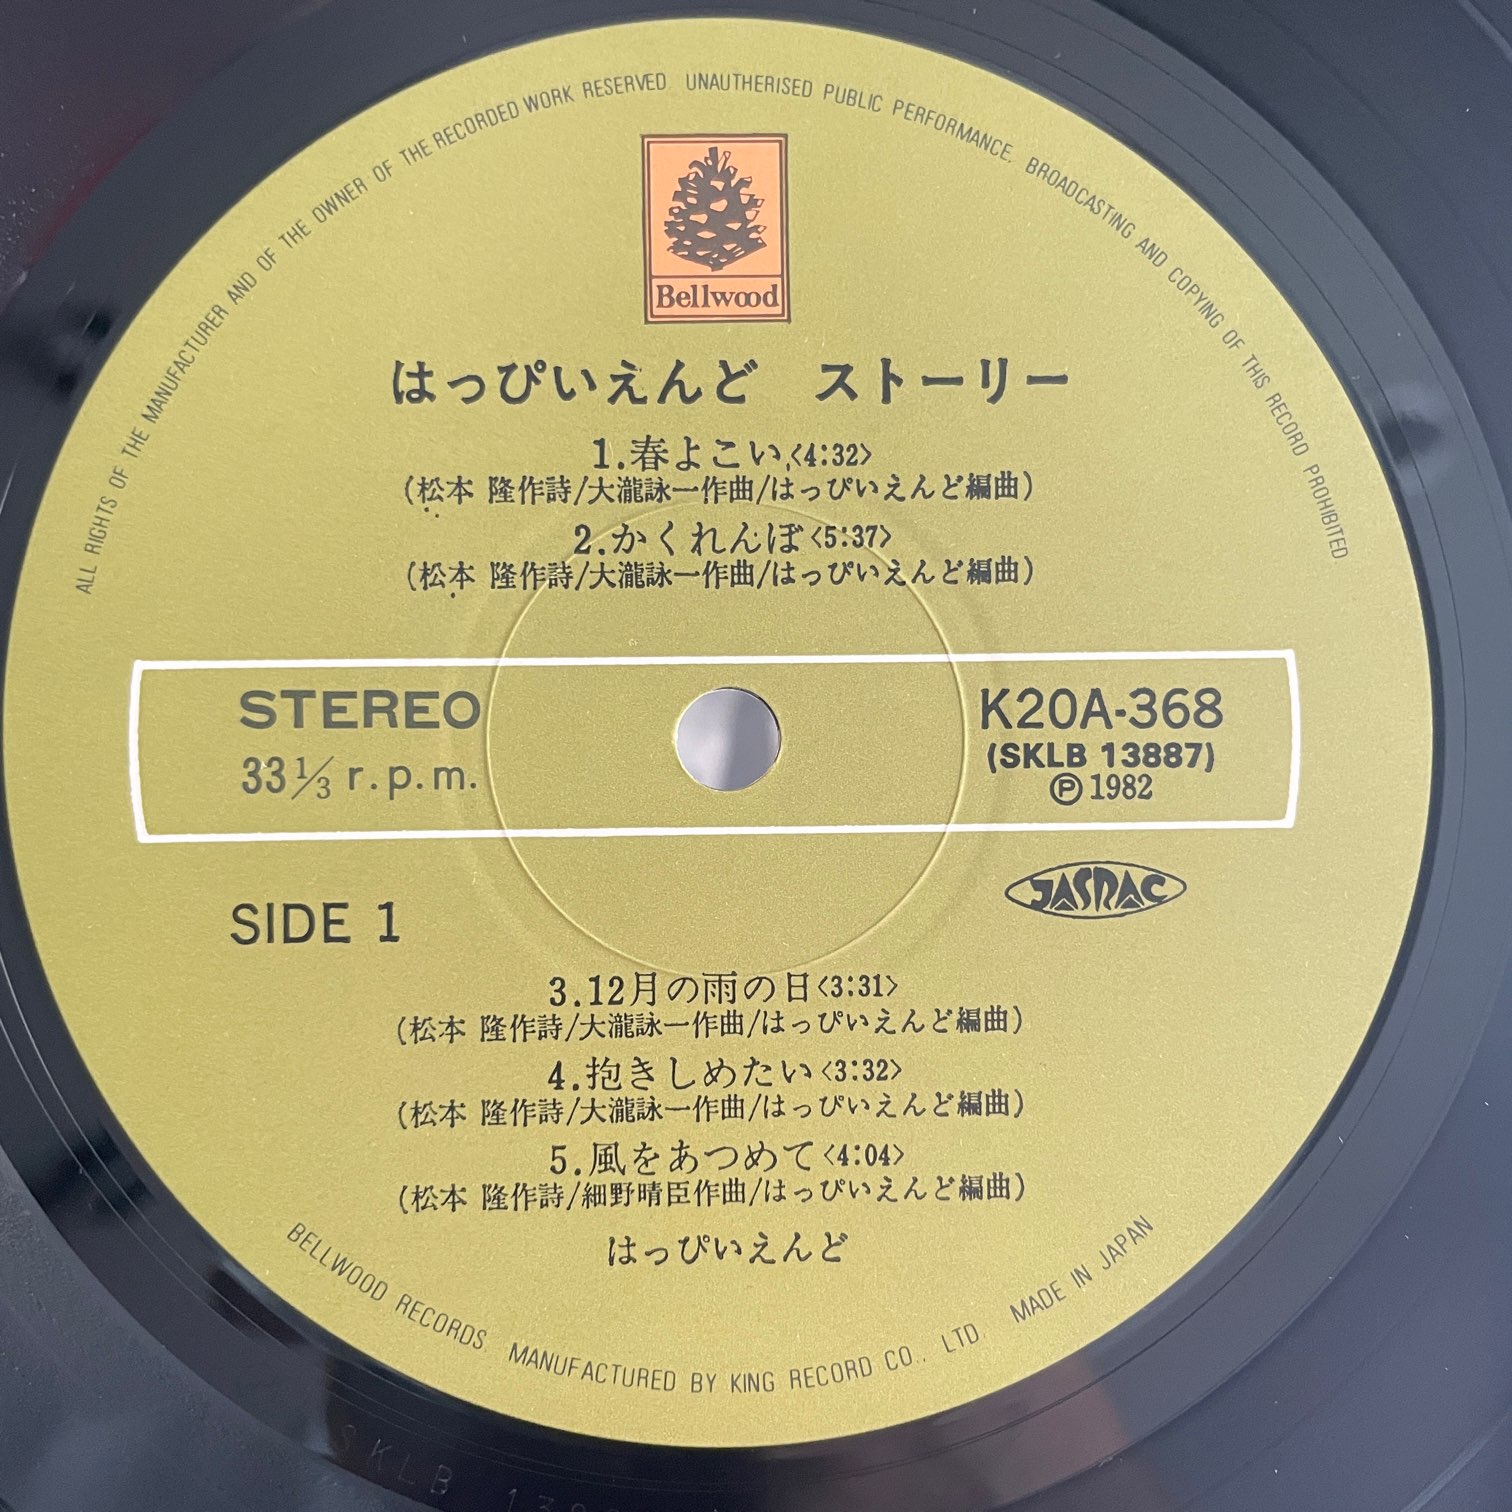 ALL RIGHTS OF THE MANUFACTURER AND OF THE OWNER OF THE RECORDED WORK RESERVED. UNAUTHERISED PUBLIC PERFORMANCE. BROADCASTING AND COPYING OF THIS RECORD PROHIBITED
Bellwood
はっぴいえんど ストーリー
1.春よこい〈4:32〉
(松本 隆作詩/大瀧詠一作曲/はっぴいえんど編曲)
2.かくれんぼ〈5:37〉
(松本 隆作詩/大瀧詠一作曲/はっぴいえんど編曲)
STEREO
33⅓ r.p.m.
K20A-368
(SKLB 13887)
℗1982
SIDE 1
JASRAC
3.12月の雨の日〈3:31〉
(松本 隆作詩/大瀧詠一作曲/はっぴいえんど編曲)
4.抱きしめたい〈3:32〉
(松本 隆作詩/大瀧詠一作曲/はっぴいえんど編曲)
5.風をあつめて〈4:04〉
(松本 隆作詩/細野晴臣作曲/はっぴいえんど編曲)
はっぴいえんど
BELLWOOD RECORDS. MANUFACTURED BY KING RECORD CO., LTD MADE IN JAPAN
SKLB